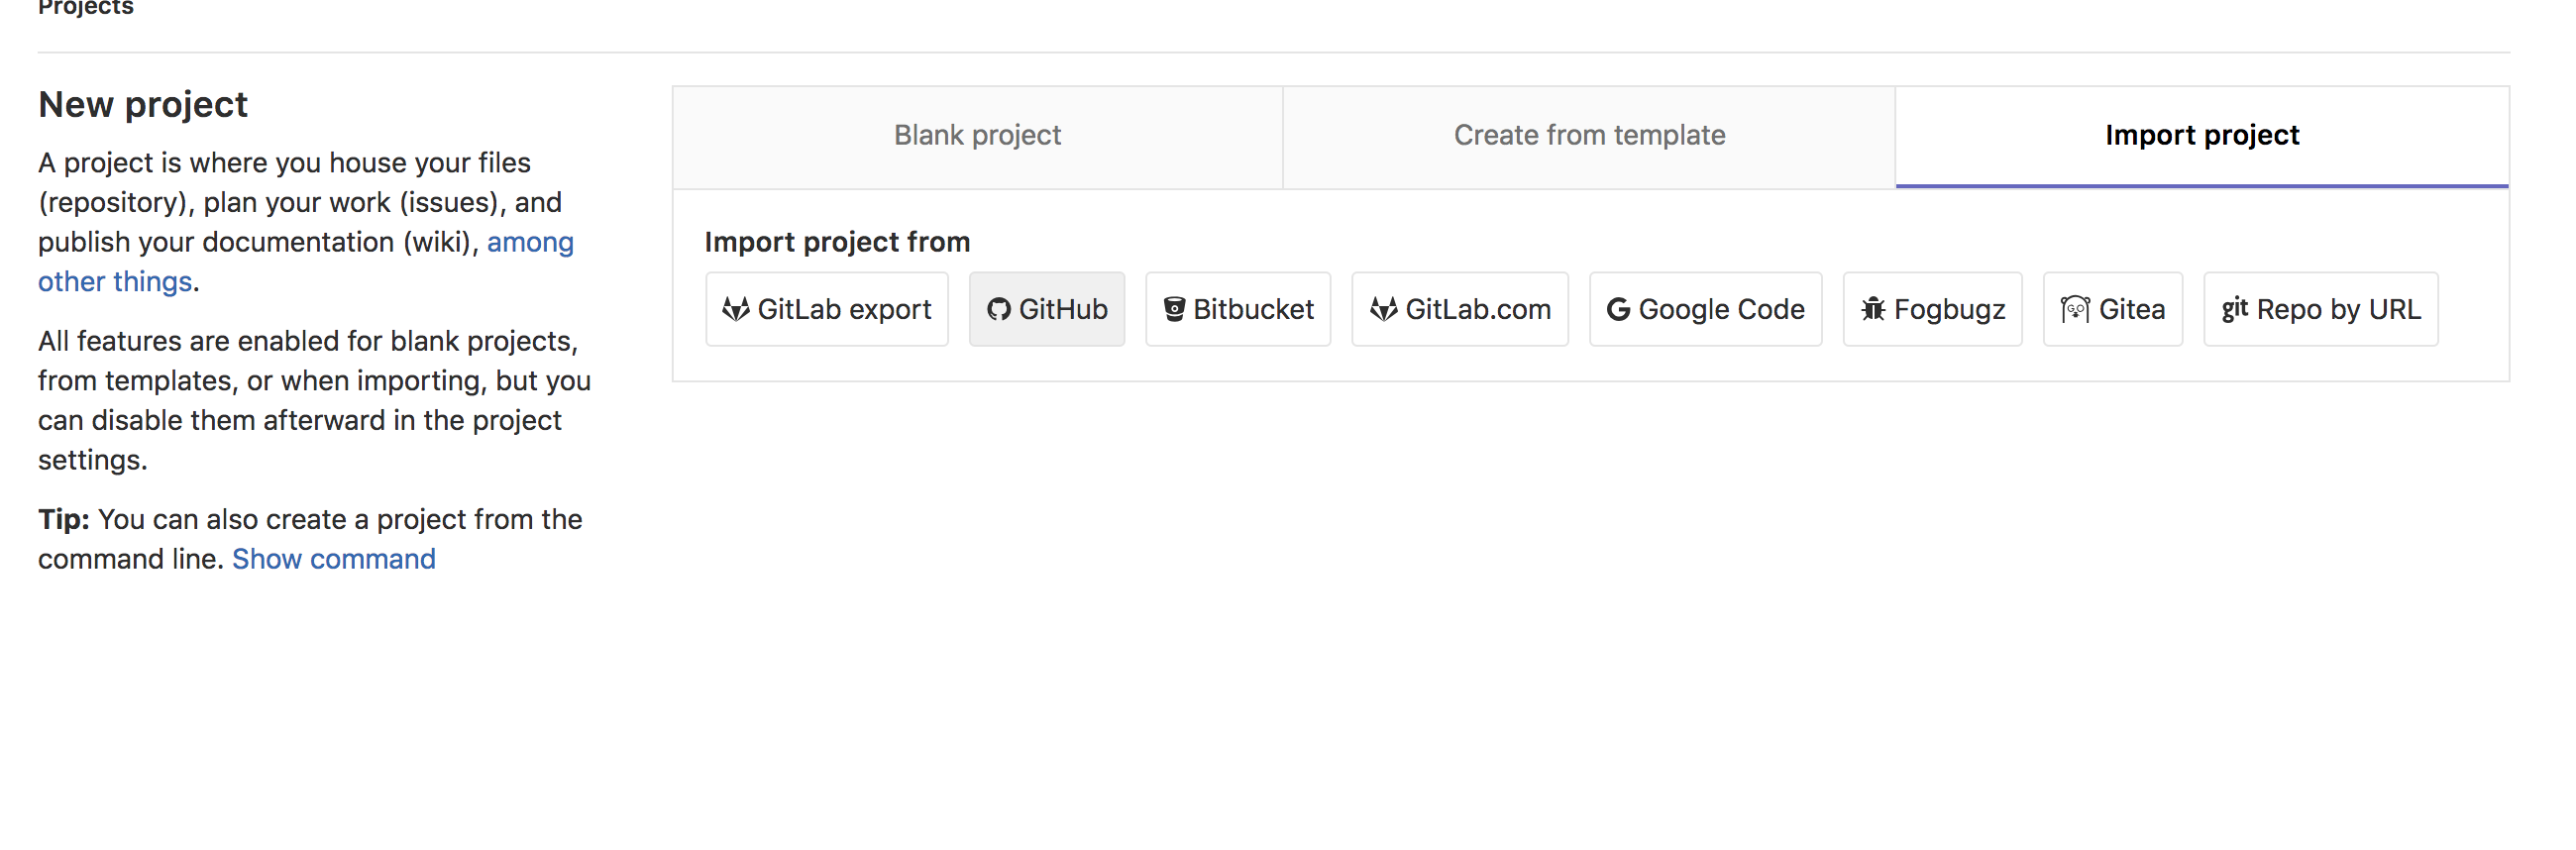 Projects
New project
A project is where you house your files
(repository), plan your work (issues), and
publish your documentation (wiki), among
other things.
All features are enabled for blank projects,
from templates, or when importing, but you
can disable them afterward in the project
settings.
Tip: You can also create a project from the
command line. Show command
Blank project
Create from template
Import project
Import project from
GitLab export
GitHub
Bitbucket
GitLab.com
G Google Code
Fogbugz
GO Gitea
git Repo by URL